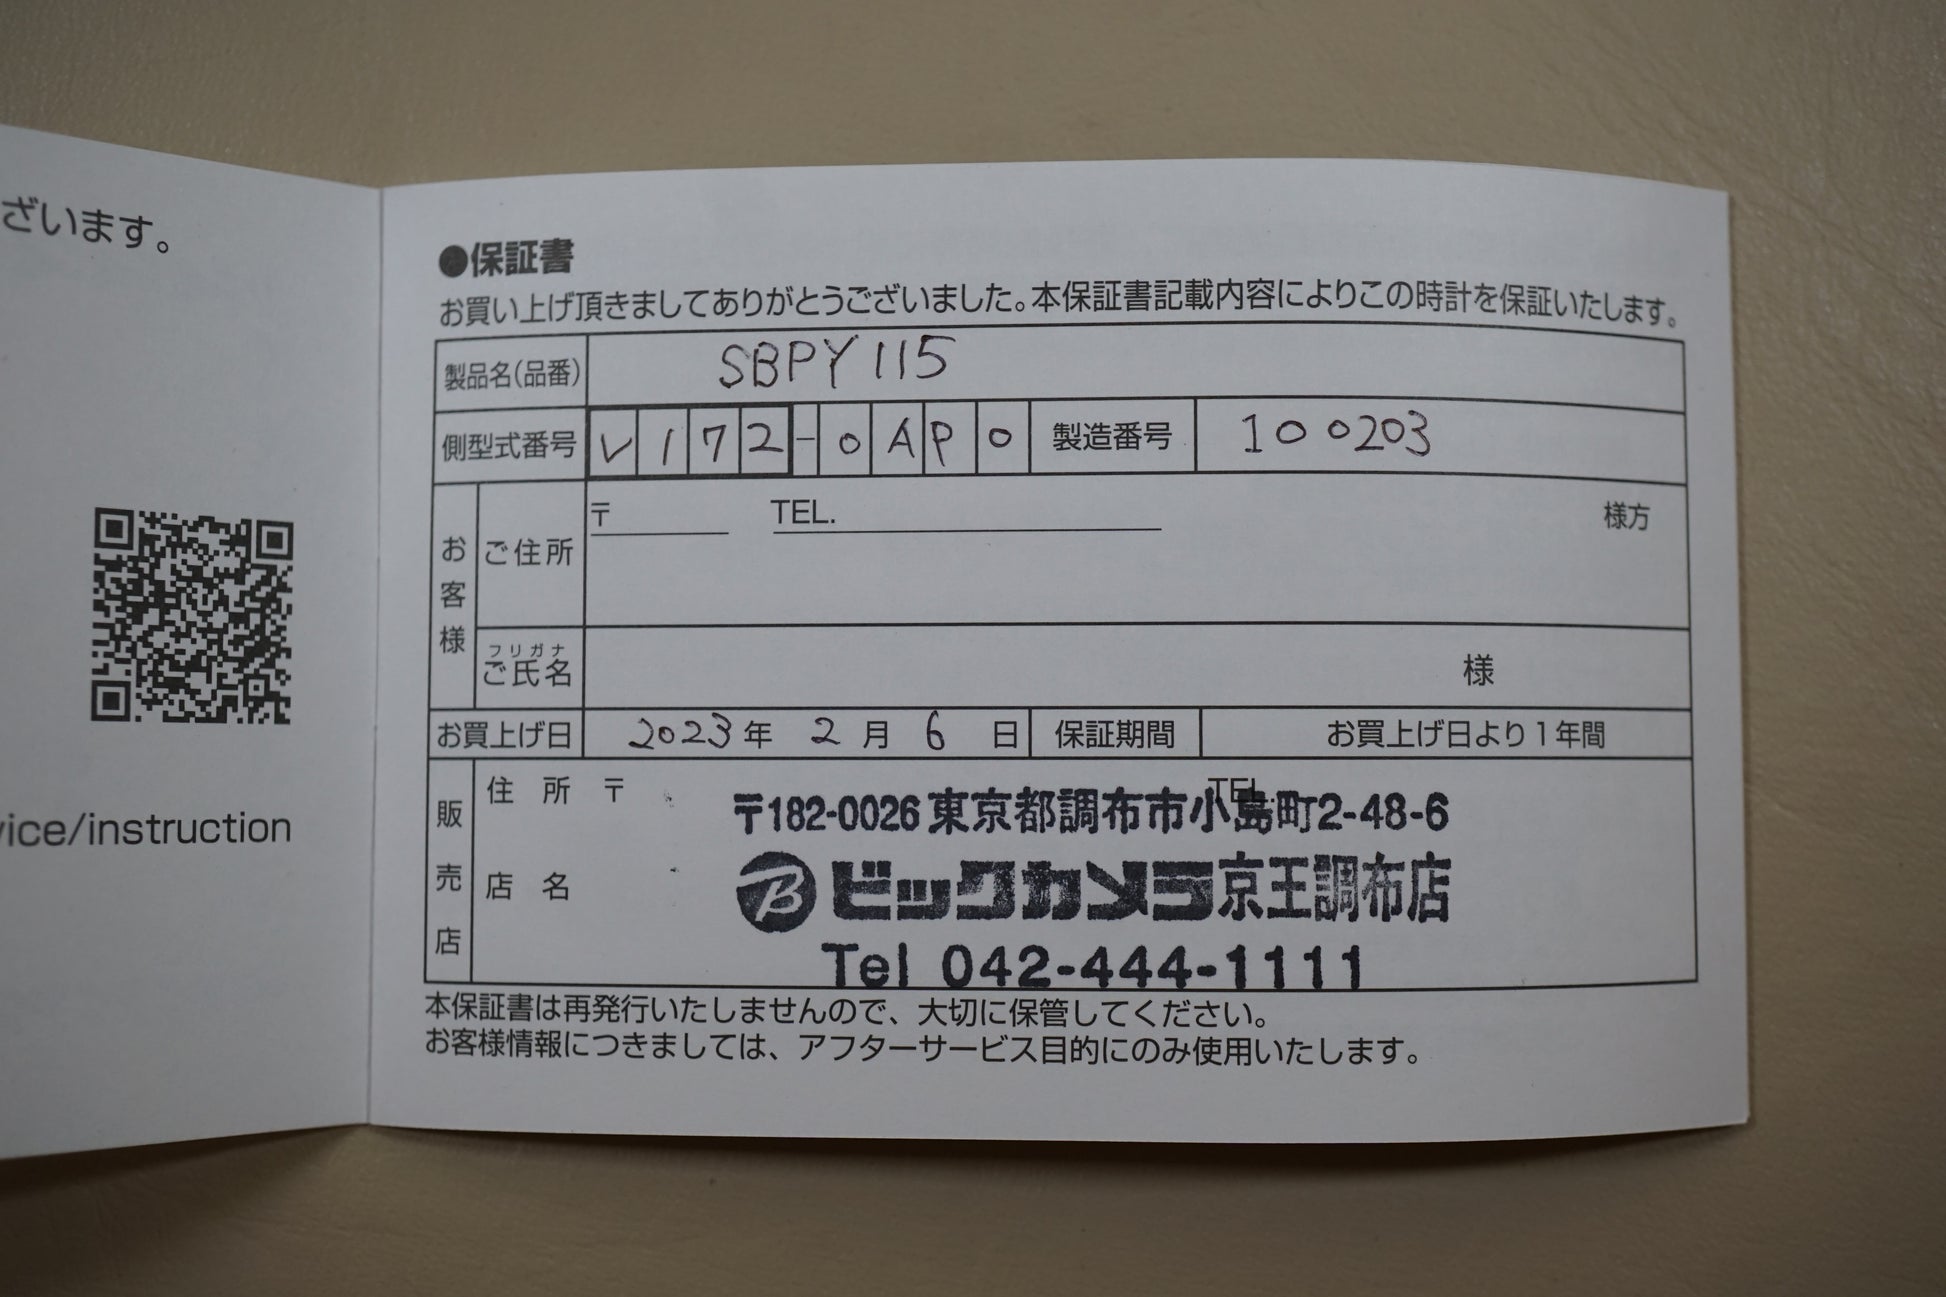 ざいます。
vice/instruction
●保証書
お買い上げ頂きましてありがとうございました。本保証書記載内容によりこの時計を保証いたします。
製品名(品番) SBPY115
側型式番号 V172-0AP0 製造番号 100203
お客様
ご住所 〒 TEL. 様方
フリガナ
ご氏名 様
お買上げ日 2023年 2月 6日 保証期間 お買上げ日より1年間
販売店
住所 〒 TEL.
〒182-0026 東京都調布市小島町2-48-6
店名 B ビックカメラ京王調布店
Tel 042-444-1111
本保証書は再発行いたしませんので、大切に保管してください。
お客様情報につきましては、アフターサービス目的にのみ使用いたします。